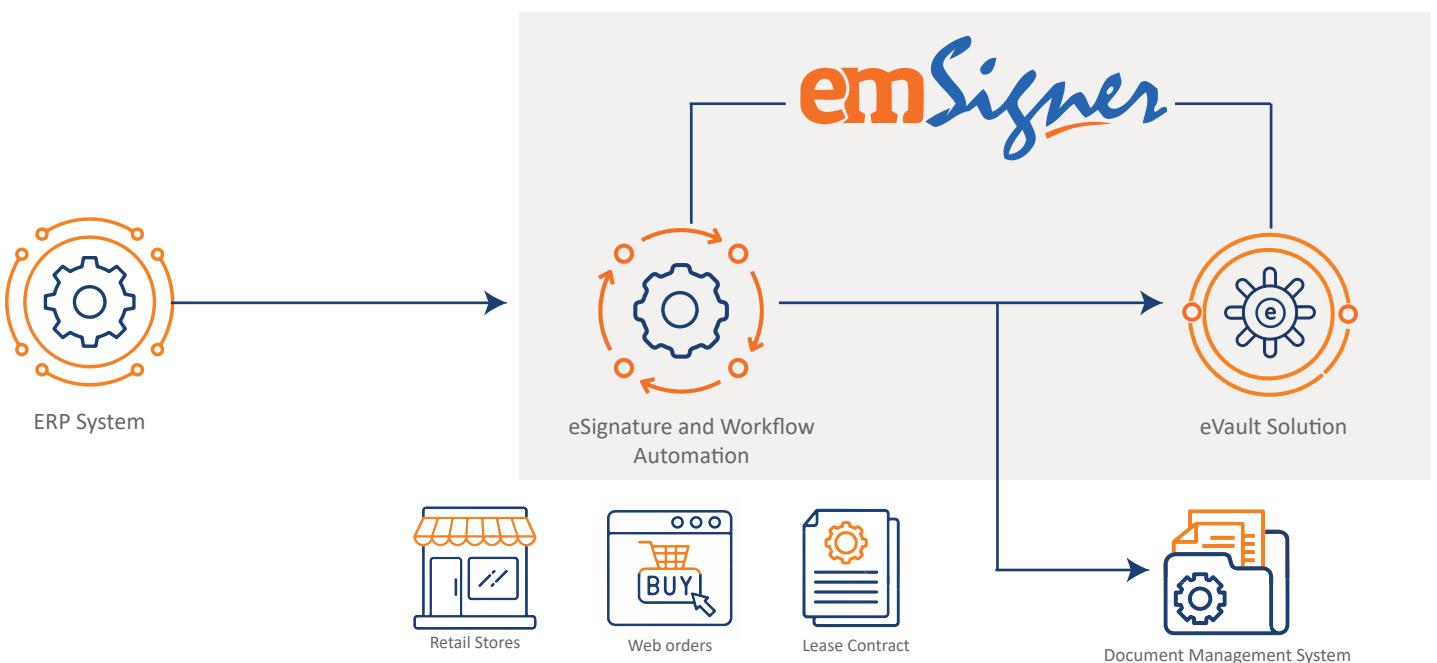 emSigner
ERP System
eSignature and Workflow
Automation
e
eVault Solution
BUY
Retail Stores
Web orders
Lease Contract
Document Management System